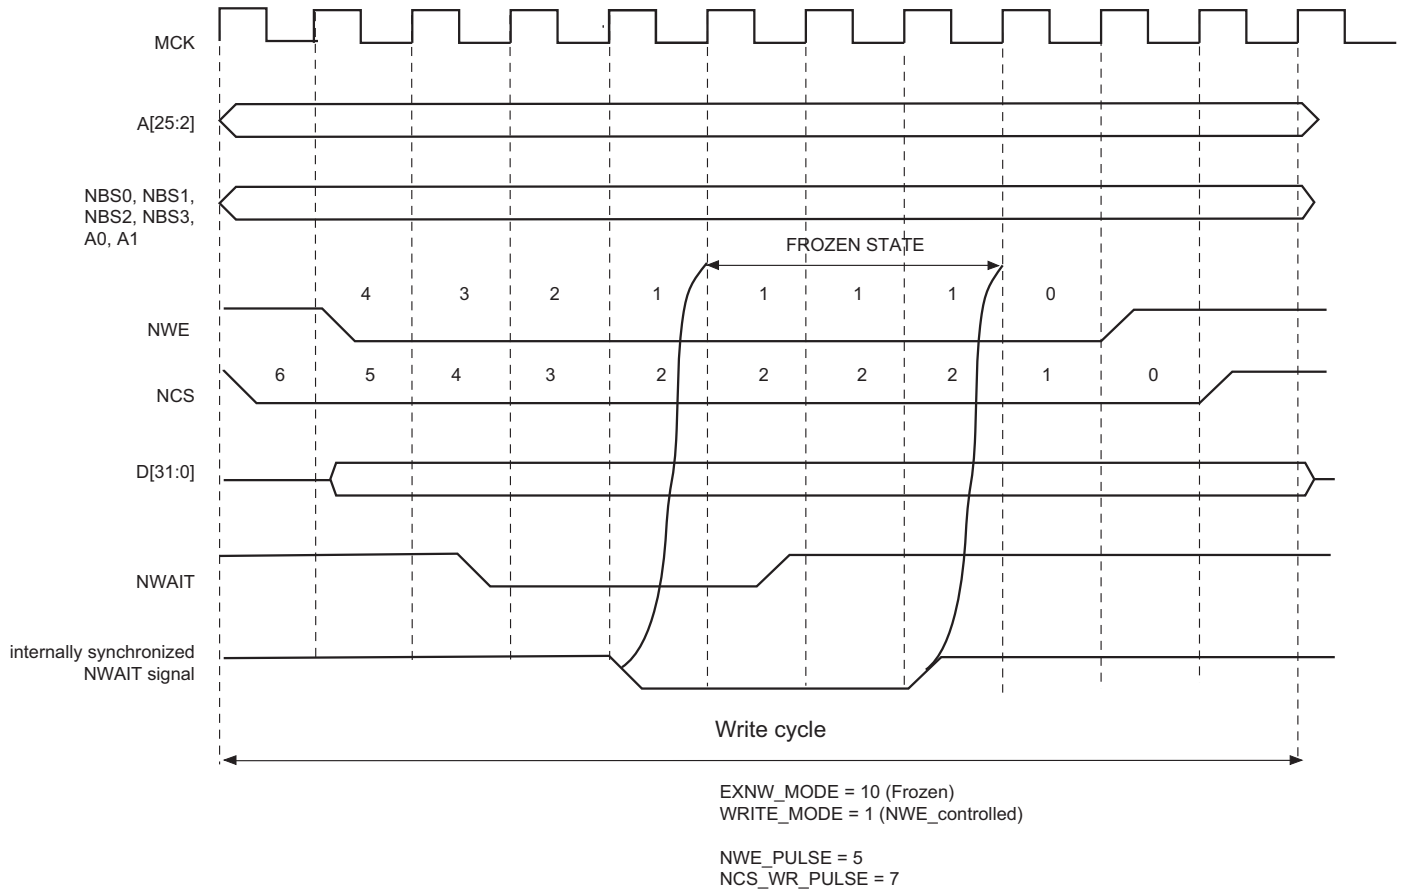 MCK
A[25:2]
NBS0, NBS1,
NBS2, NBS3,
A0, A1
FROZEN STATE
4 3 2 1 1 1 1 0
NWE
6 5 4 3 2 2 2 2 1 0
NCS
D[31:0]
NWAIT
internally synchronized
NWAIT signal
Write cycle
EXNW_MODE = 10 (Frozen)
WRITE_MODE = 1 (NWE_controlled)
NWE_PULSE = 5
NCS_WR_PULSE = 7